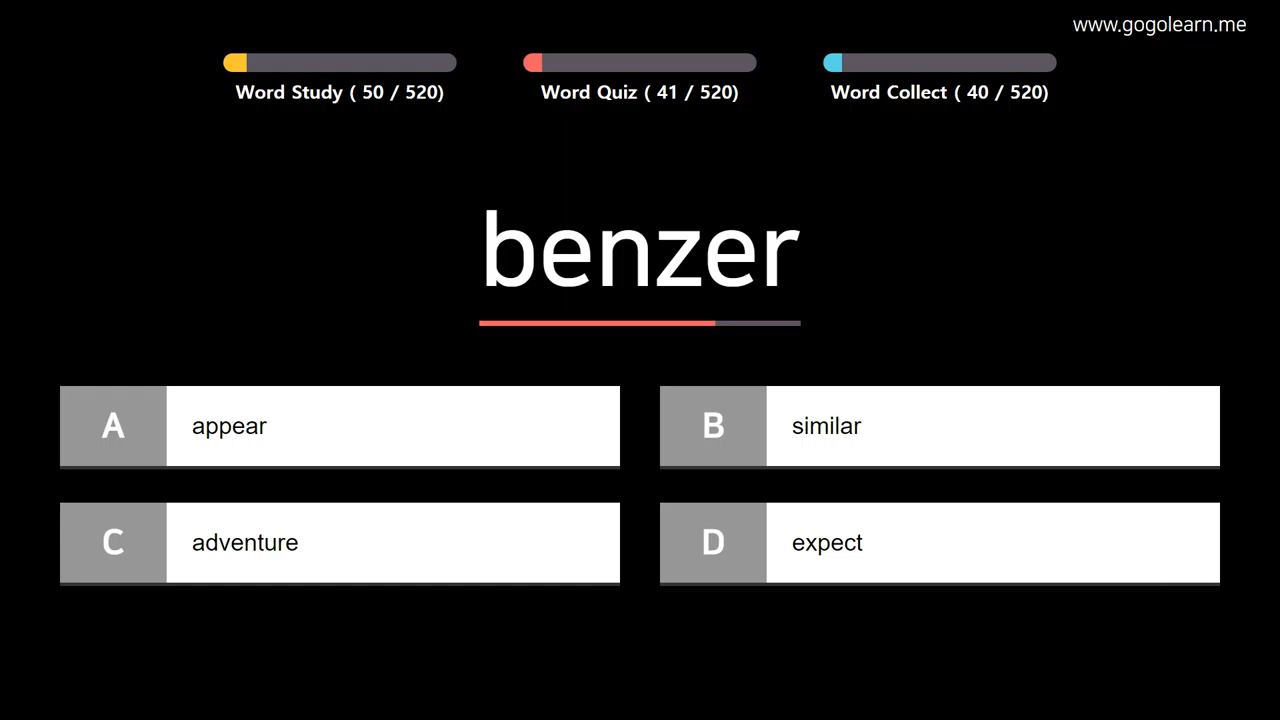 www.gogolearn.me
Word Study ( 50 / 520)
Word Quiz ( 41 / 520)
Word Collect ( 40 / 520)
benzer
A appear
B similar
C adventure
D expect